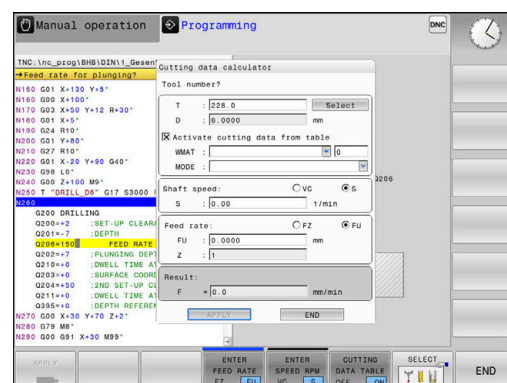 Manual operation
Programming
DNC
TNC:\nc_prog\BHB\DIN\1_Gesen
→Feed rate for plunging?
N150 G01 X+130 Y+5*
N160 G00 X+100*
N170 G03 X+50 Y+12 R+30*
N180 G01 X+5*
N190 G24 R10*
N200 G01 Y+80*
N210 G27 R10*
N220 G01 X-20 Y+90 G40*
N230 G98 L0*
N240 G00 Z+100 M9*
N250 T "DRILL_D6" G17 S3000
N260
G200 DRILLING
Q200=+2 ;SET-UP CLEARA
Q201=-7 ;DEPTH
Q206=150 FEED RATE
Q202=+7 ;PLUNGING DEPT
Q210=+0 ;DWELL TIME AT
Q203=+0 ;SURFACE COORD
Q204=+50 ;2ND SET-UP CL
Q211=+0 ;DWELL TIME AT
Q395=+0 ;DEPTH REFEREN
N270 G00 X+30 Y+70 Z+2*
N280 G79 M8*
N290 G00 G91 X+30 M99*
Cutting data calculator
Tool number?
T : 228.0 Select
D : 6.0000 mm
Activate cutting data from table
WMAT : 0
MODE :
Shaft speed: VC S
S : 0.00 1/min
Feed rate: FZ FU
FU : 0.0000 mm
Z : 1
Result:
F = 0.0 mm/min
APPLY END
Q206
APPLY
ENTER
FEED RATE
FZ FU
ENTER
SPEED RPM
VC S
CUTTING
DATA TABLE
OFF ON
SELECT
END